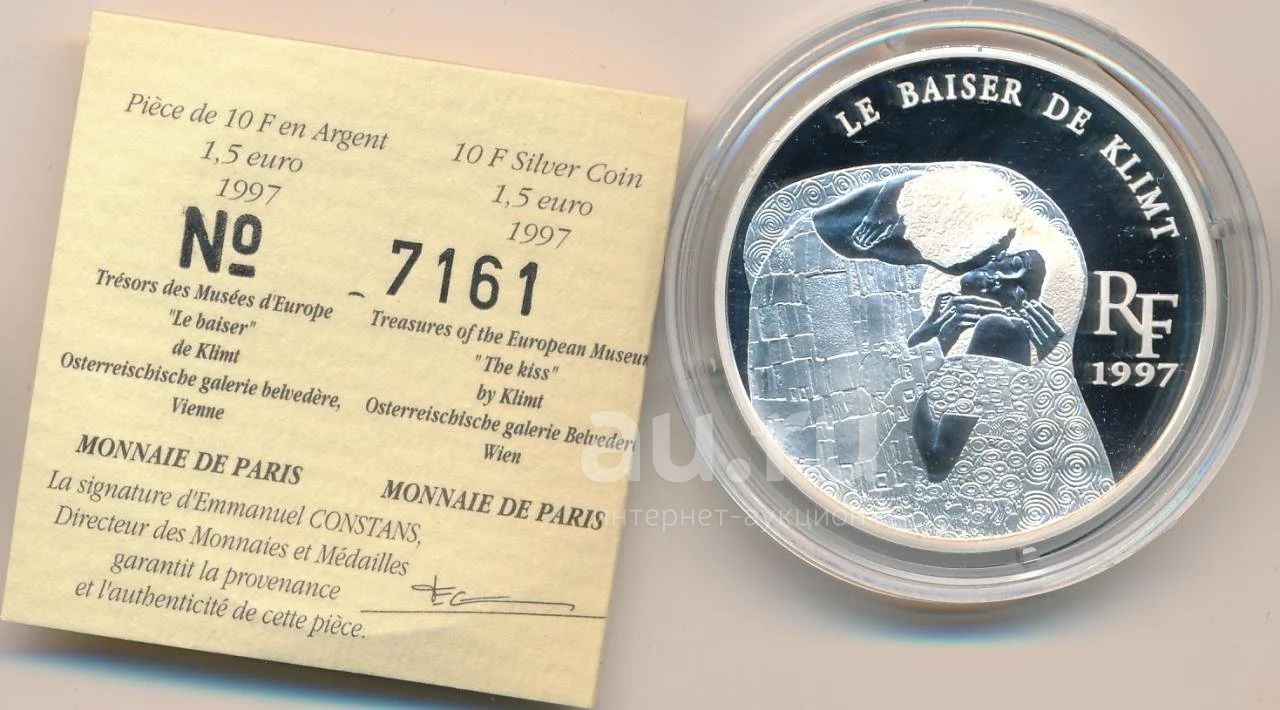 Pièce de 10 F en Argent
1,5 euro
1997
Nº
Trésors des Musées d'Europe
"Le baiser"
de Klimt
Osterreischische galerie belvedère,
Vienne
MONNAIE DE PARIS
La signature d'Emmanuel CONSTANS,
Directeur des Monnaies et Médailles
garantit la provenance
et l'authenticité de cette pièce.
10 F Silver Coin
1,5 euro
1997
7161
Treasures of the European Museum
"The kiss"
by Klimt
Osterreischische galerie Belveder
Wien
MONNAIE DE PARIS
LE BAISER DE KLIMT
RF
1997
au.ru
интернет-аукцион